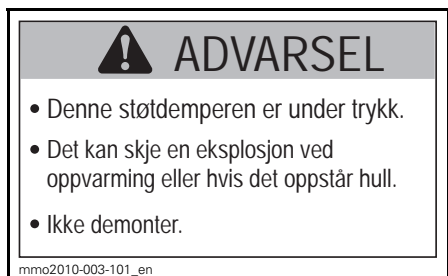 ADVARSEL
• Denne støtdemperen er under trykk.
• Det kan skje en eksplosjon ved
oppvarming eller hvis det oppstår hull.
• Ikke demonter.
mmo2010-003-101_en